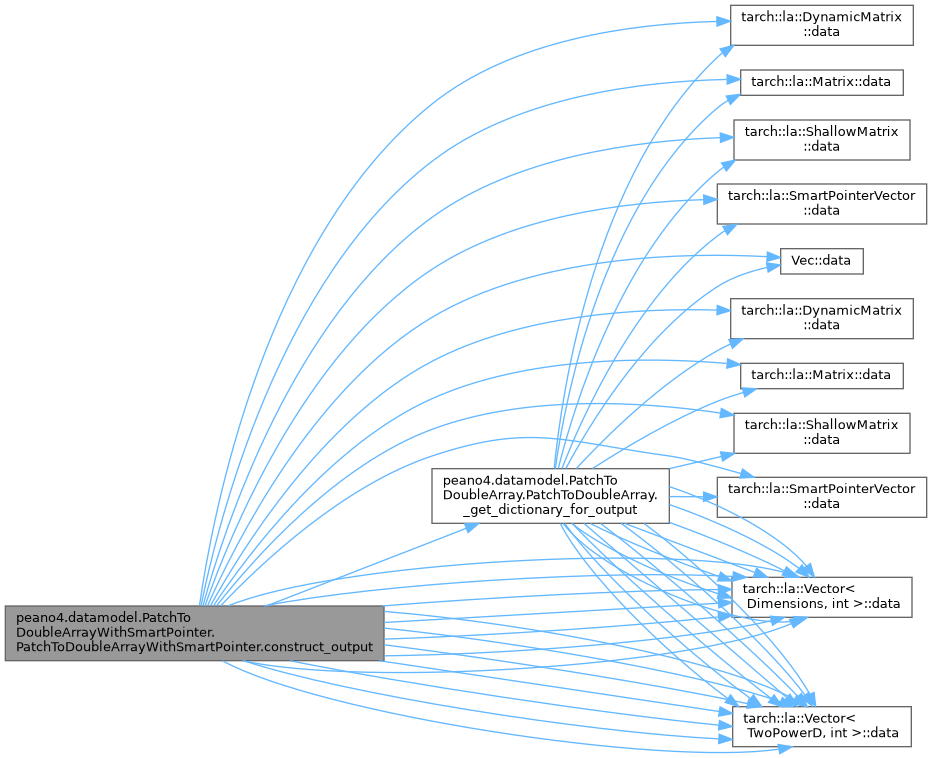 tarch::la::DynamicMatrix
::data
tarch::la::Matrix::data
tarch::la::ShallowMatrix
::data
tarch::la::SmartPointerVector
::data
Vec::data
tarch::la::DynamicMatrix
::data
tarch::la::Matrix::data
tarch::la::ShallowMatrix
::data
peano4.datamodel.PatchTo
DoubleArray.PatchToDoubleArray.
_get_dictionary_for_output
tarch::la::SmartPointerVector
::data
tarch::la::Vector<
Dimensions, int >::data
peano4.datamodel.PatchTo
DoubleArrayWithSmartPointer.
PatchToDoubleArrayWithSmartPointer.construct_output
tarch::la::Vector<
TwoPowerD, int >::data